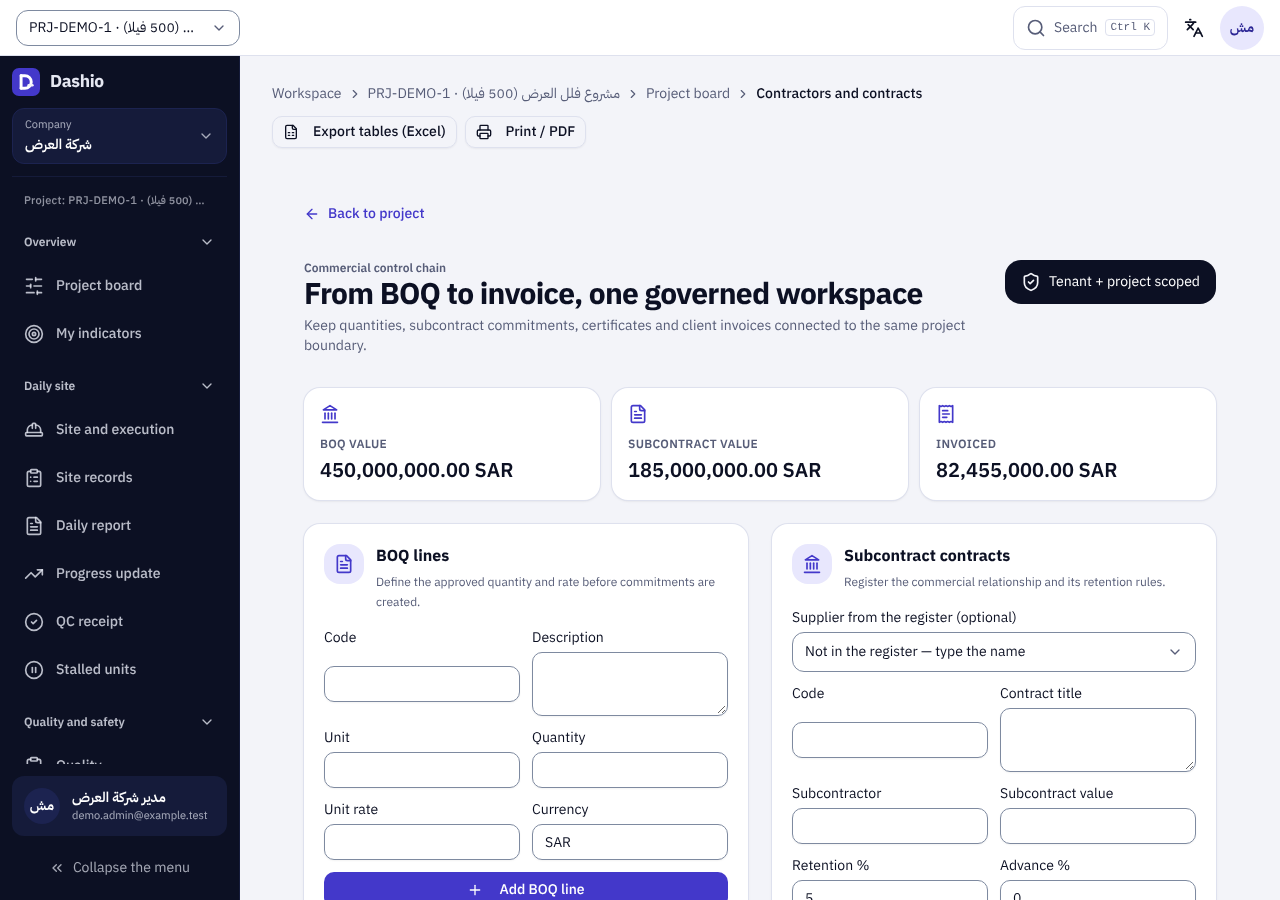 PRJ-DEMO-1 · (500 فيلا) ...
Search Ctrl K
مش
Dashio
Company
شركة العرض
Project: PRJ-DEMO-1 · (500 فيلا) ...
Overview
Project board
My indicators
Daily site
Site and execution
Site records
Daily report
Progress update
QC receipt
Stalled units
Quality and safety
Quality
مش
مدير شركة العرض
demo.admin@example.test
Collapse the menu
Workspace > PRJ-DEMO-1 · مشروع فلل العرض (500 فيلا) > Project board > Contractors and contracts
Export tables (Excel)
Print / PDF
Back to project
Commercial control chain
From BOQ to invoice, one governed workspace
Keep quantities, subcontract commitments, certificates and client invoices connected to the same project
boundary.
Tenant + project scoped
BOQ VALUE
450,000,000.00 SAR
SUBCONTRACT VALUE
185,000,000.00 SAR
INVOICED
82,455,000.00 SAR
BOQ lines
Define the approved quantity and rate before commitments are
created.
Code
Description
Unit
Quantity
Unit rate
Currency
SAR
Add BOQ line
Subcontract contracts
Register the commercial relationship and its retention rules.
Supplier from the register (optional)
Not in the register — type the name
Code
Contract title
Subcontractor
Subcontract value
Retention %
Advance %
5
0